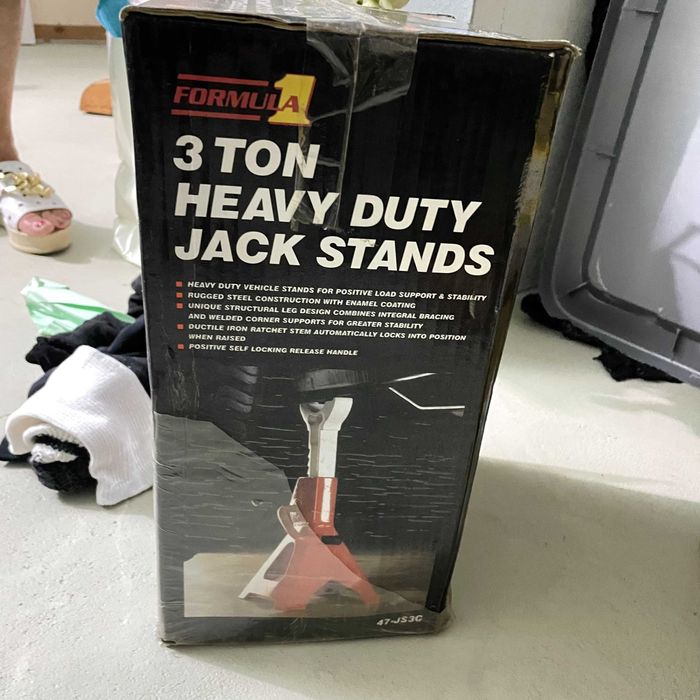 FORMULA 1
3 TON
HEAVY DUTY
JACK STANDS
HEAVY DUTY VEHICLE STANDS FOR POSITIVE LOAD SUPPORT & STABILITY
RUGGED STEEL CONSTRUCTION WITH ENAMEL COATING
UNIQUE STRUCTURAL LEG DESIGN COMBINES INTEGRAL BRACING
AND WELDED CORNER SUPPORTS FOR GREATER STABILITY
DUCTILE IRON RATCHET STEM AUTOMATICALLY LOCKS INTO POSITION
WHEN RAISED
POSITIVE SELF LOCKING RELEASE HANDLE
47-JS3C